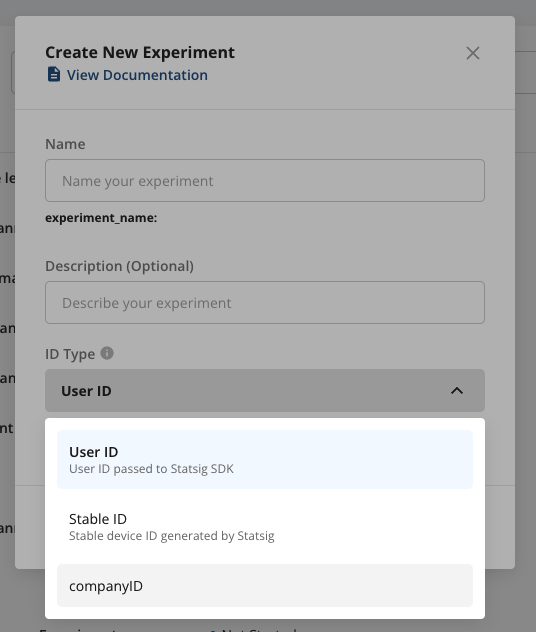 Create New Experiment
View Documentation
Name
Name your experiment
experiment_name:
Description (Optional)
Describe your experiment
ID Type
User ID
User ID
User ID passed to Statsig SDK
Stable ID
Stable device ID generated by Statsig
companyID